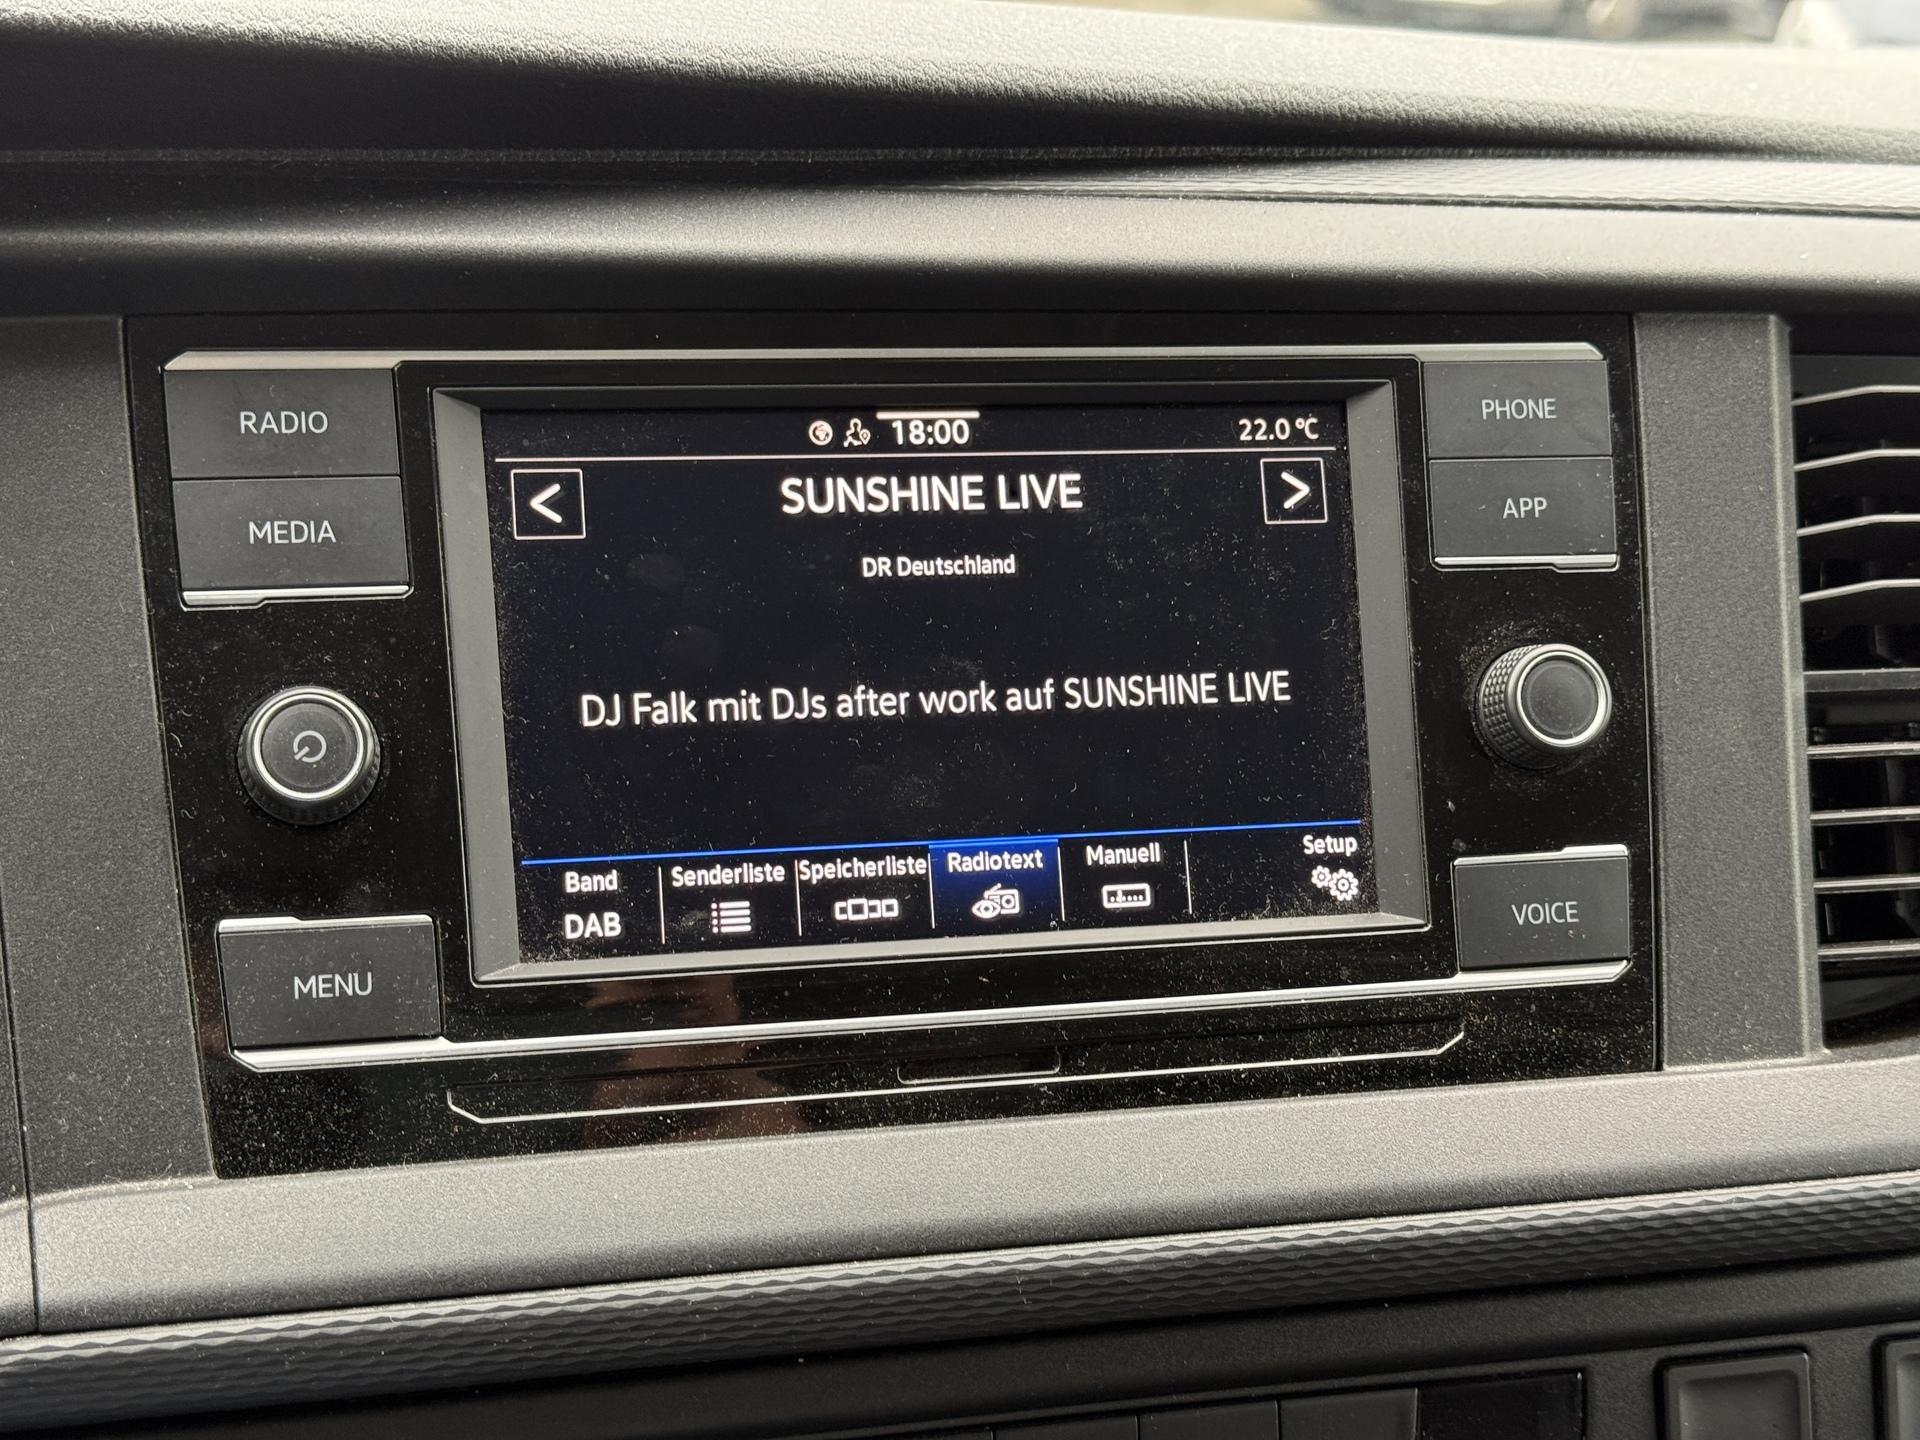 RADIO
MEDIA
MENU
18:00
22.0 °C
<
SUNSHINE LIVE
>
DR Deutschland
DJ Falk mit DJs after work auf SUNSHINE LIVE
Band
DAB
Senderliste
Speicherliste
Radiotext
Manuell
Setup
PHONE
APP
VOICE